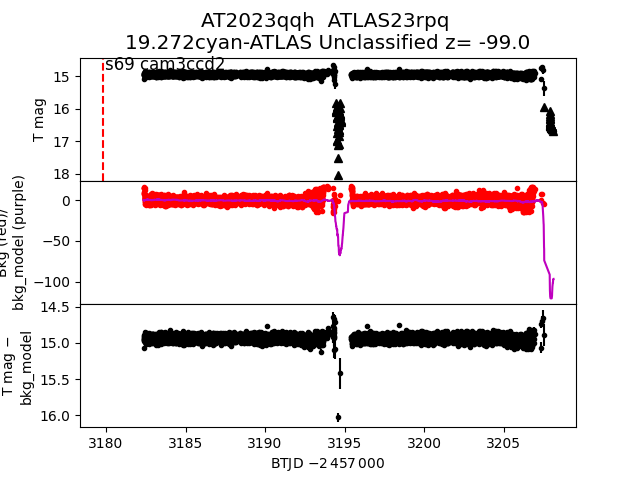 AT2023qqh  ATLAS23rpq
19.272cyan-ATLAS Unclassified z= -99.0
s69 cam3ccd2
T mag
15
16
17
18
Bkg (red)/
bkg_model (purple)
0
−50
−100
T mag −
bkg_model
14.5
15.0
15.5
16.0
3180 3185 3190 3195 3200 3205
BTJD −2 457 000